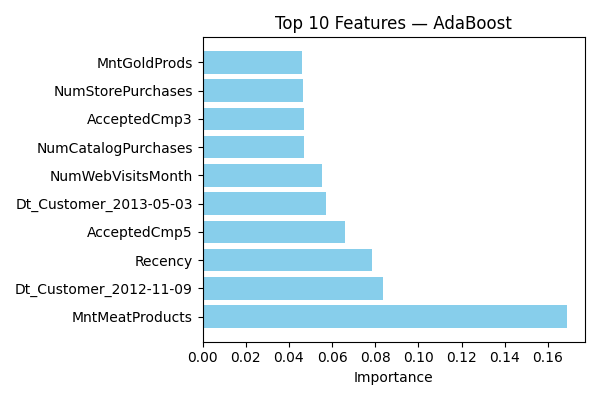 Top 10 Features — AdaBoost
MntGoldProds
NumStorePurchases
AcceptedCmp3
NumCatalogPurchases
NumWebVisitsMonth
Dt_Customer_2013-05-03
AcceptedCmp5
Recency
Dt_Customer_2012-11-09
MntMeatProducts
0.00 0.02 0.04 0.06 0.08 0.10 0.12 0.14 0.16
Importance